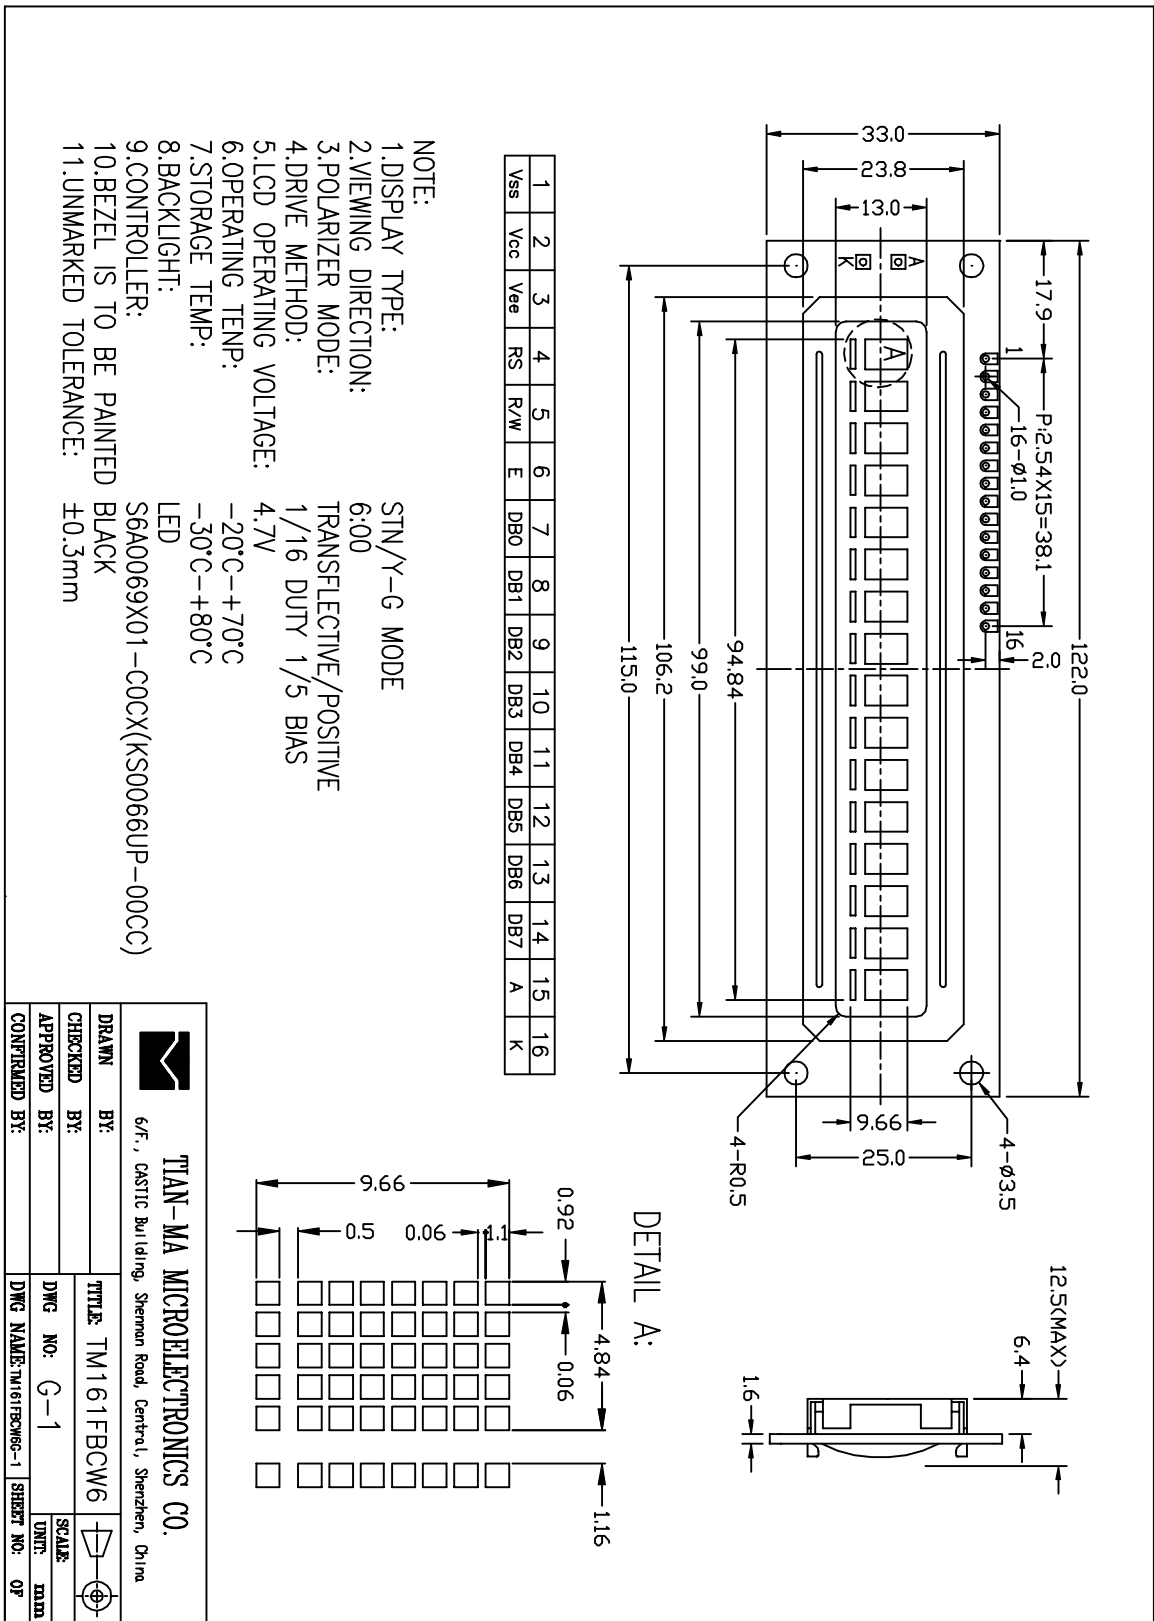 122.0
17.9
P:2.54X15=38.1
2.0
1
16
16-Ø1.0
33.0
23.8
13.0
A
K
A
4-Ø3.5
9.66
25.0
94.84
99.0
106.2
115.0
4-R0.5
12.5(MAX)
6.4
1.6
1 2 3 4 5 6 7 8 9 10 11 12 13 14 15 16
Vss Vcc Vee RS R/W E DB0 DB1 DB2 DB3 DB4 DB5 DB6 DB7 A K
DETAIL A:
4.84
1.16
0.92
0.06
1.1
0.06
0.5
9.66
NOTE:
1.DISPLAY TYPE: STN/Y-G MODE
2.VIEWING DIRECTION: 6:00
3.POLARIZER MODE: TRANSFLECTIVE/POSITIVE
4.DRIVE METHOD: 1/16 DUTY 1/5 BIAS
5.LCD OPERATING VOLTAGE: 4.7V
6.OPERATING TENP: -20°C-+70°C
7.STORAGE TEMP: -30°C-+80°C
8.BACKLIGHT: LED
9.CONTROLLER: S6A0069X01-C0CX(KS0066UP-00CC)
10.BEZEL IS TO BE PAINTED BLACK
11.UNMARKED TOLERANCE: ±0.3mm
TIAN-MA MICROELECTRONICS CO.
6/F., CASTIC Building, Shennan Road, Central, Shenzhen, China
DRAWN BY:
CHECKED BY:
APPROVED BY:
CONFIRMED BY:
TITLE: TM161FBCW6
DWG NO: G-1
DWG NAME:TM161FBCW6G-1
SCALE:
UNIT: mm
SHEET NO: OF